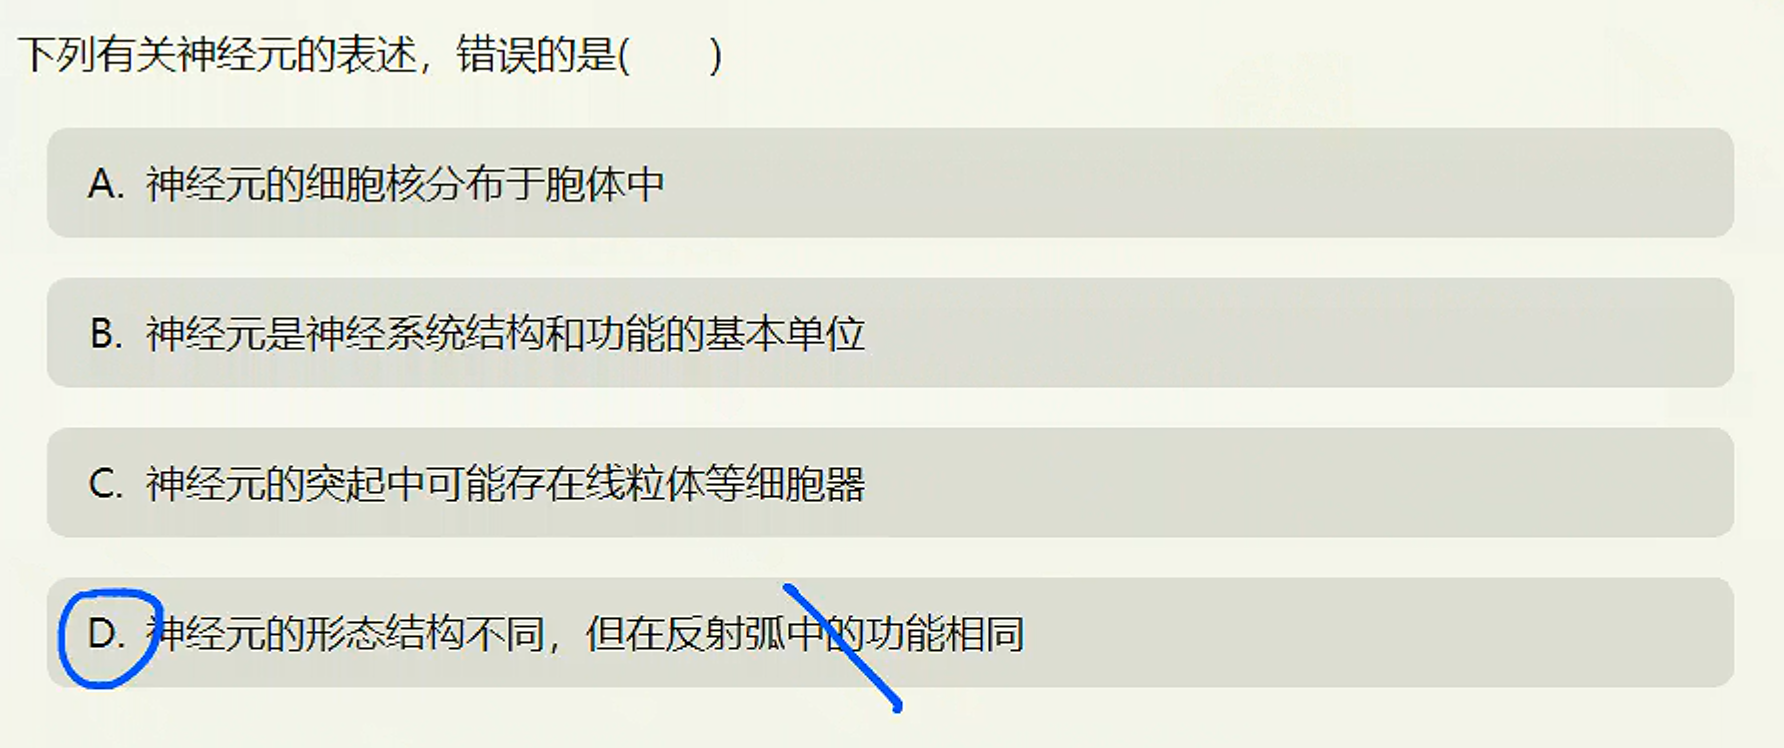 下列有关神经元的表述，错误的是(　　)
A. 神经元的细胞核分布于胞体中
B. 神经元是神经系统结构和功能的基本单位
C. 神经元的突起中可能存在线粒体等细胞器
D. 神经元的形态结构不同，但在反射弧中的功能相同